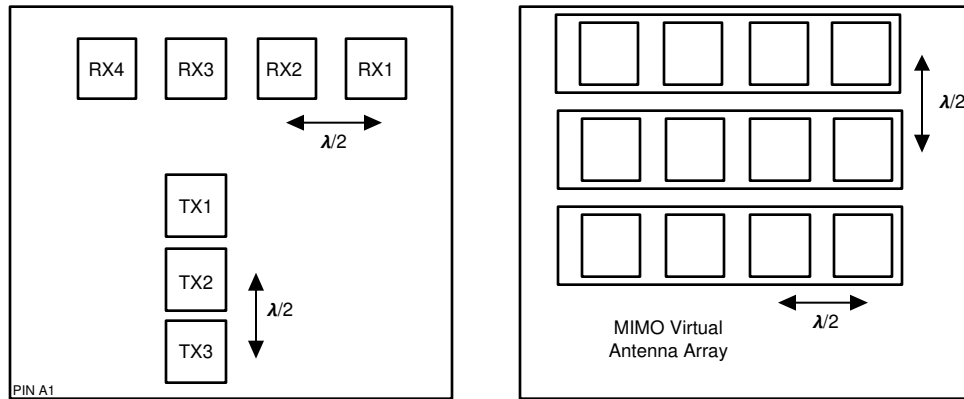 RX4 RX3 RX2 RX1
λ/2
TX1
TX2
λ/2
TX3
PIN A1
λ/2
λ/2
MIMO Virtual
Antenna Array